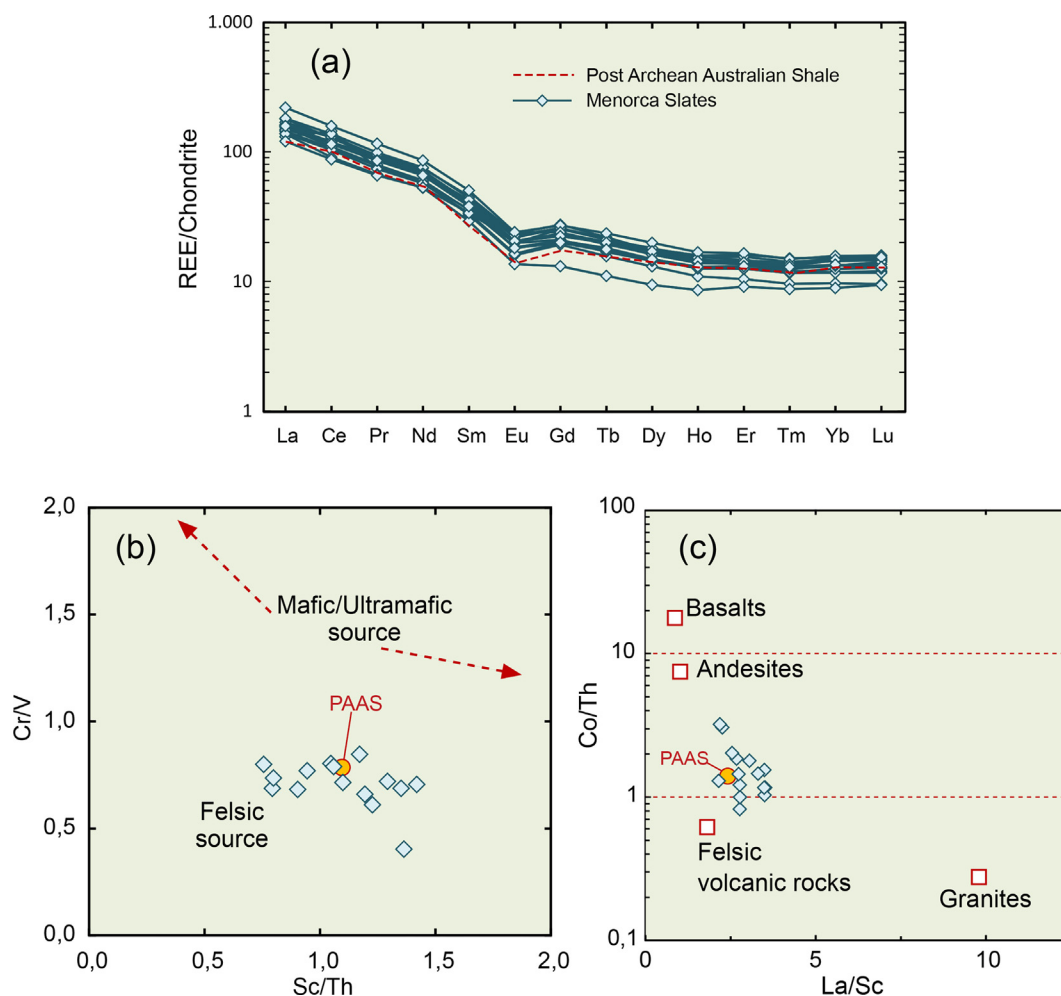 1.000
(a)
Post Archean Australian Shale
Menorca Slates
100
REE/Chondrite
10
1
La Ce Pr Nd Sm Eu Gd Tb Dy Ho Er Tm Yb Lu
2,0
(b)
1,5
Mafic/Ultramafic
source
Cr/V
1,0
PAAS
0,5
Felsic
source
0,0
0,0 0,5 1,0 1,5 2,0
Sc/Th
100
(c)
Basalts
10
Andesites
Co/Th
PAAS
1
Felsic
volcanic rocks
Granites
0,1
0 5 10
La/Sc